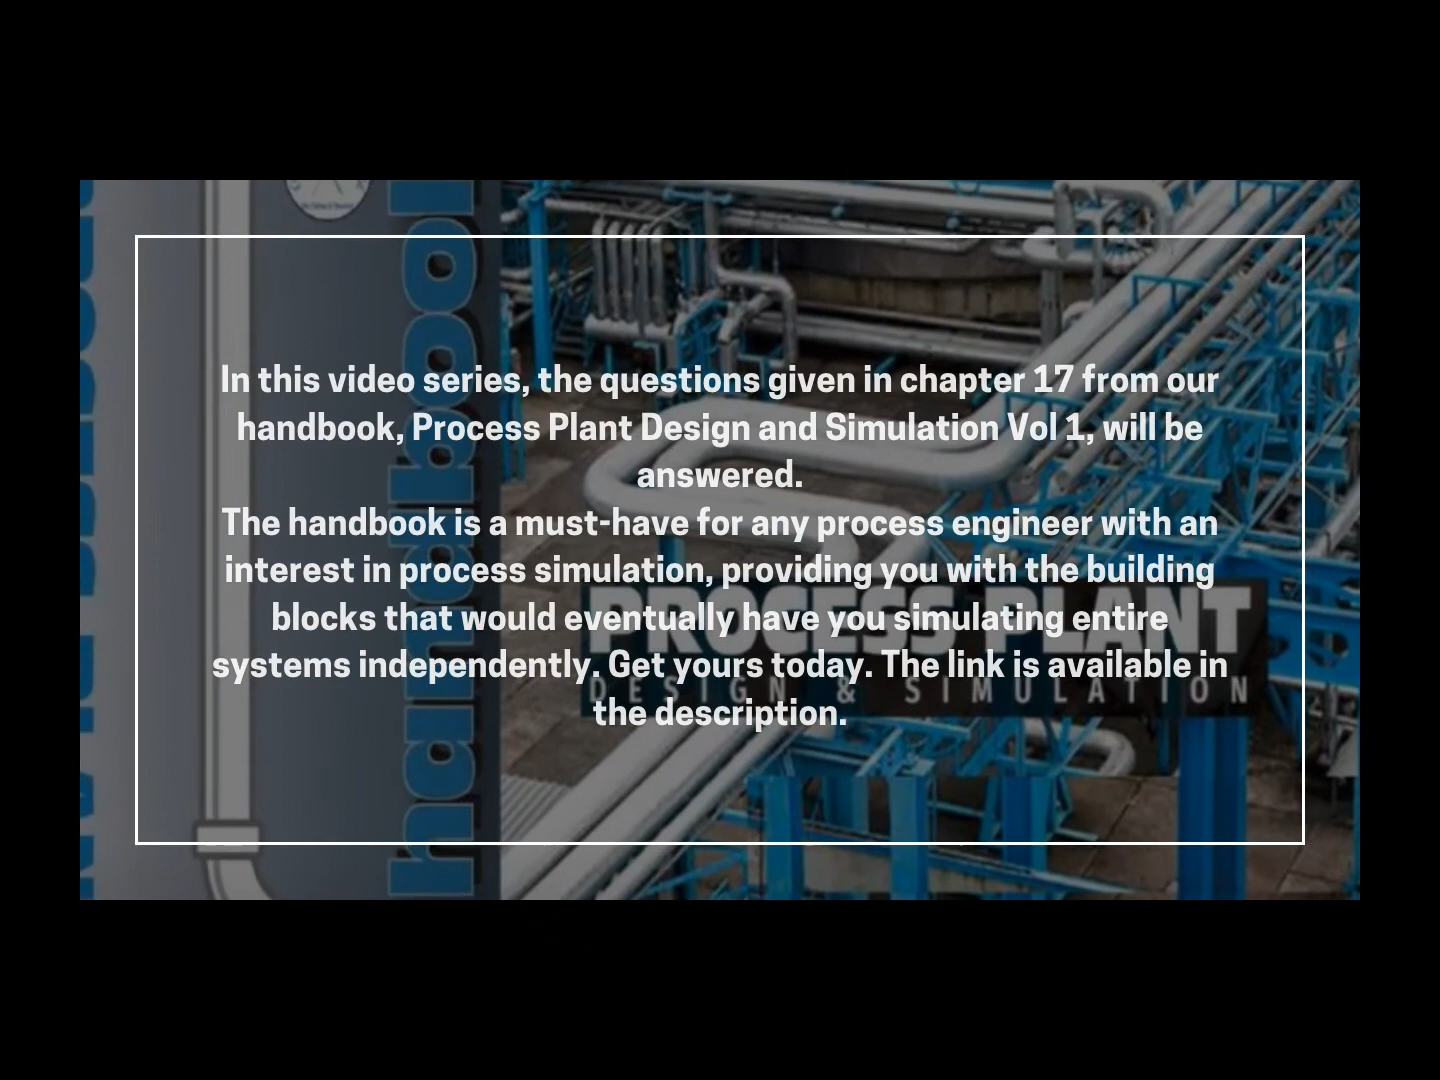 In this video series, the questions given in chapter 17 from our
handbook, Process Plant Design and Simulation Vol 1, will be
answered.
The handbook is a must-have for any process engineer with an
interest in process simulation, providing you with the building
blocks that would eventually have you simulating entire
systems independently. Get yours today. The link is available in
the description.
PROCESS PLANT
DESIGN & SIMULATION
handbook